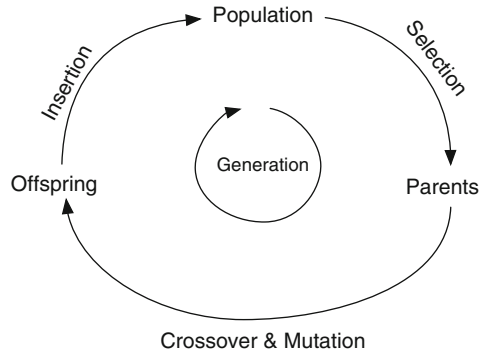 Population
Insertion
Selection
Generation
Offspring
Parents
Crossover & Mutation